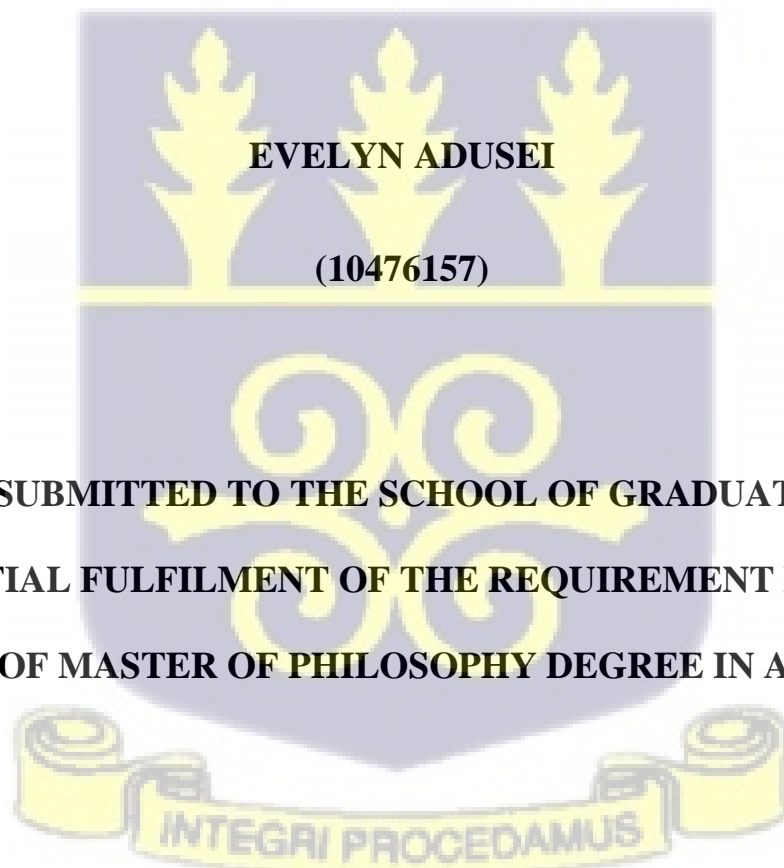 EVELYN ADUSEI
(10476157)
SUBMITTED TO THE SCHOOL OF GRADUAT
TIAL FULFILMENT OF THE REQUIREMENT
OF MASTER OF PHILOSOPHY DEGREE IN A
INTEGRI PROCEDAMUS